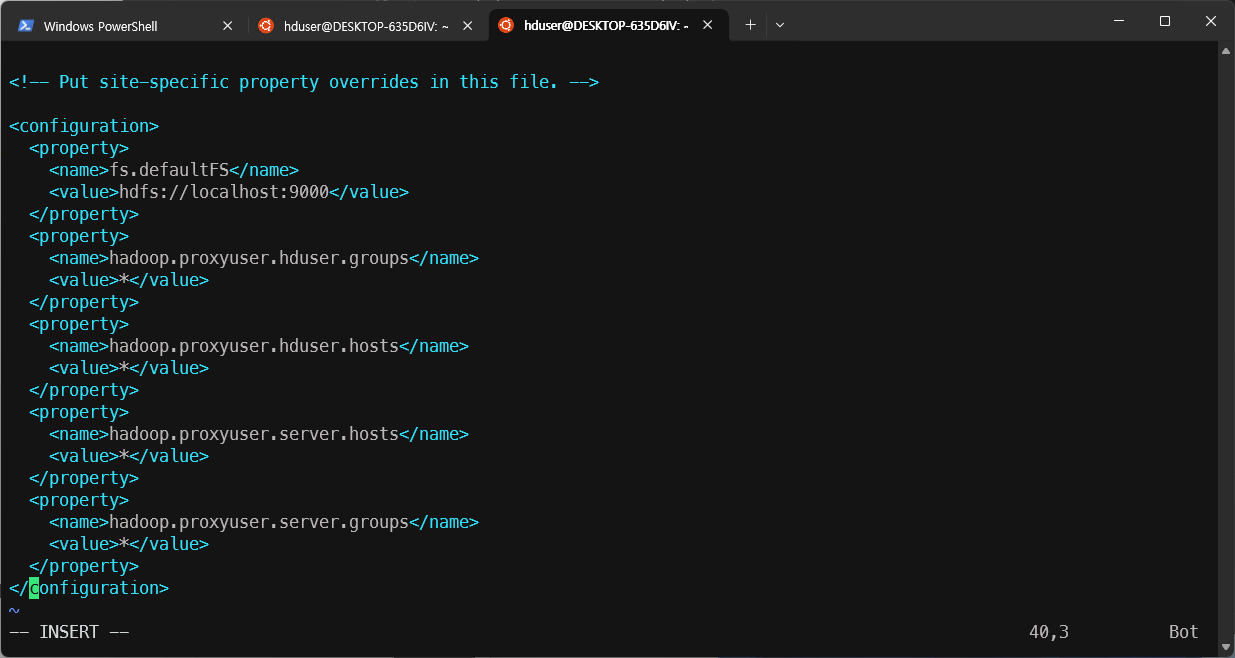 Windows PowerShell
hduser@DESKTOP-635D6IV: ~
hduser@DESKTOP-635D6IV: ~
<!-- Put site-specific property overrides in this file. -->
<configuration>
  <property>
    <name>fs.defaultFS</name>
    <value>hdfs://localhost:9000</value>
  </property>
  <property>
    <name>hadoop.proxyuser.hduser.groups</name>
    <value>*</value>
  </property>
  <property>
    <name>hadoop.proxyuser.hduser.hosts</name>
    <value>*</value>
  </property>
  <property>
    <name>hadoop.proxyuser.server.hosts</name>
    <value>*</value>
  </property>
  <property>
    <name>hadoop.proxyuser.server.groups</name>
    <value>*</value>
  </property>
</configuration>
~
-- INSERT -- 40,3 Bot